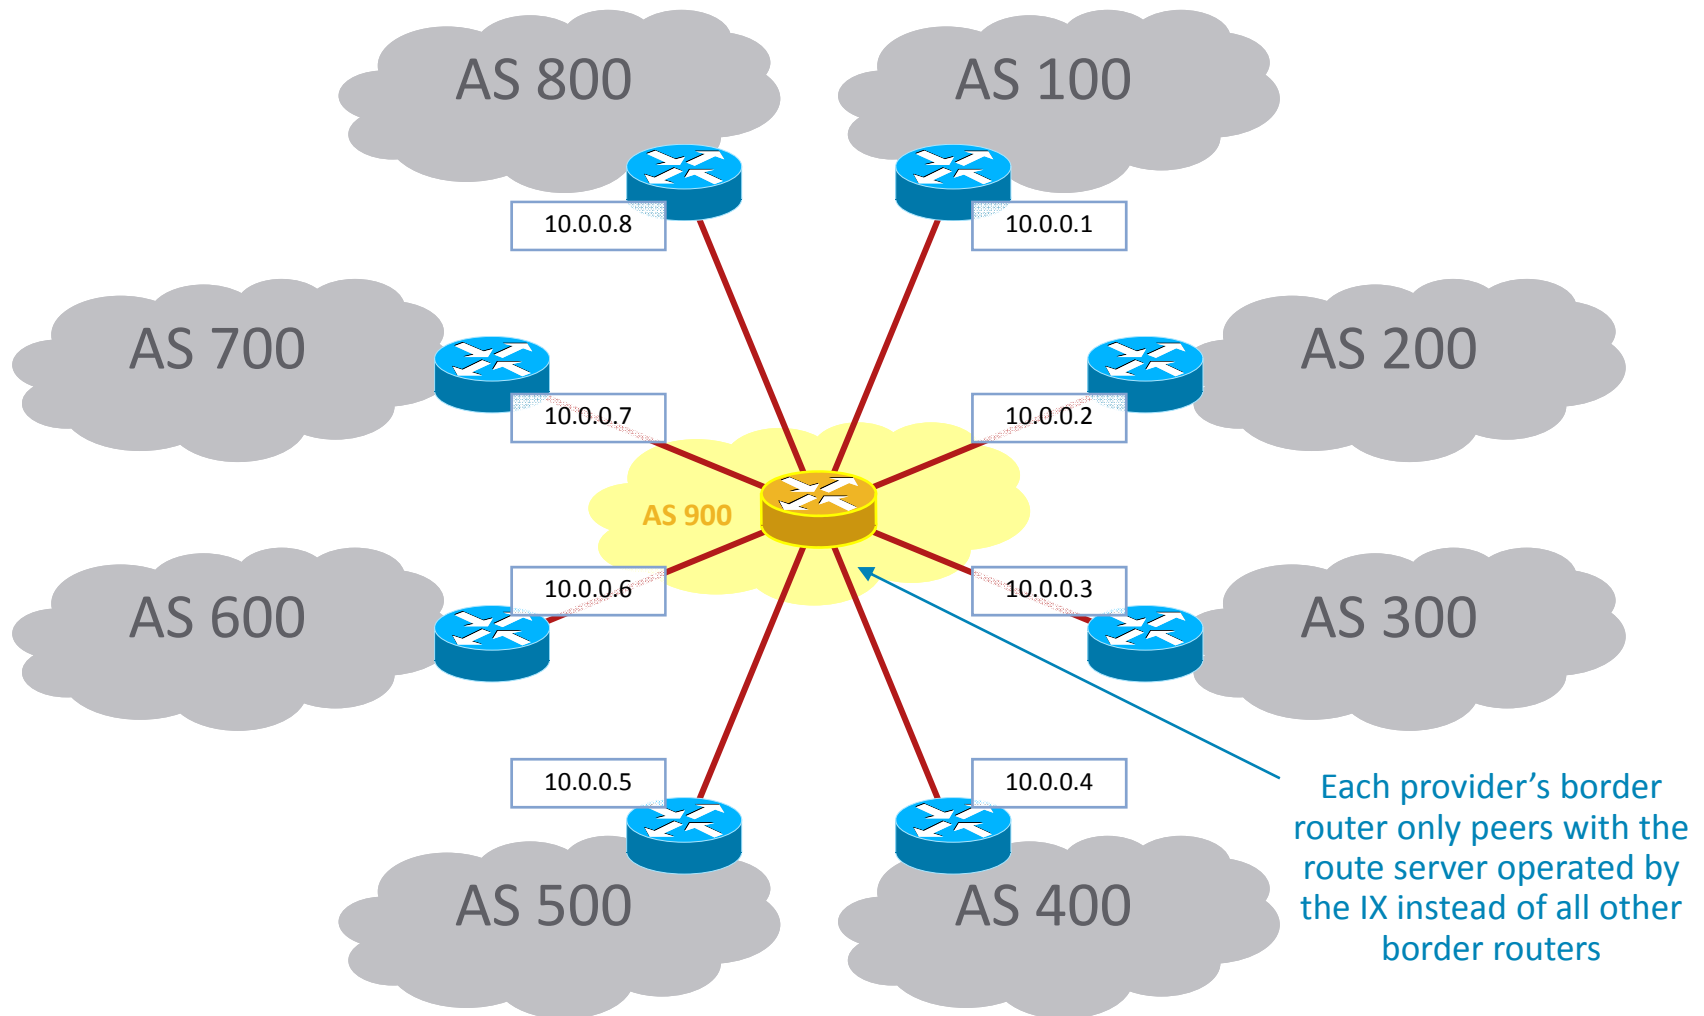 AS 800
AS 100
10.0.0.8
10.0.0.1
AS 700
AS 200
10.0.0.7
10.0.0.2
AS 900
10.0.0.6
10.0.0.3
AS 600
AS 300
10.0.0.5
10.0.0.4
AS 500
AS 400
Each provider’s border
router only peers with the
route server operated by
the IX instead of all other
border routers